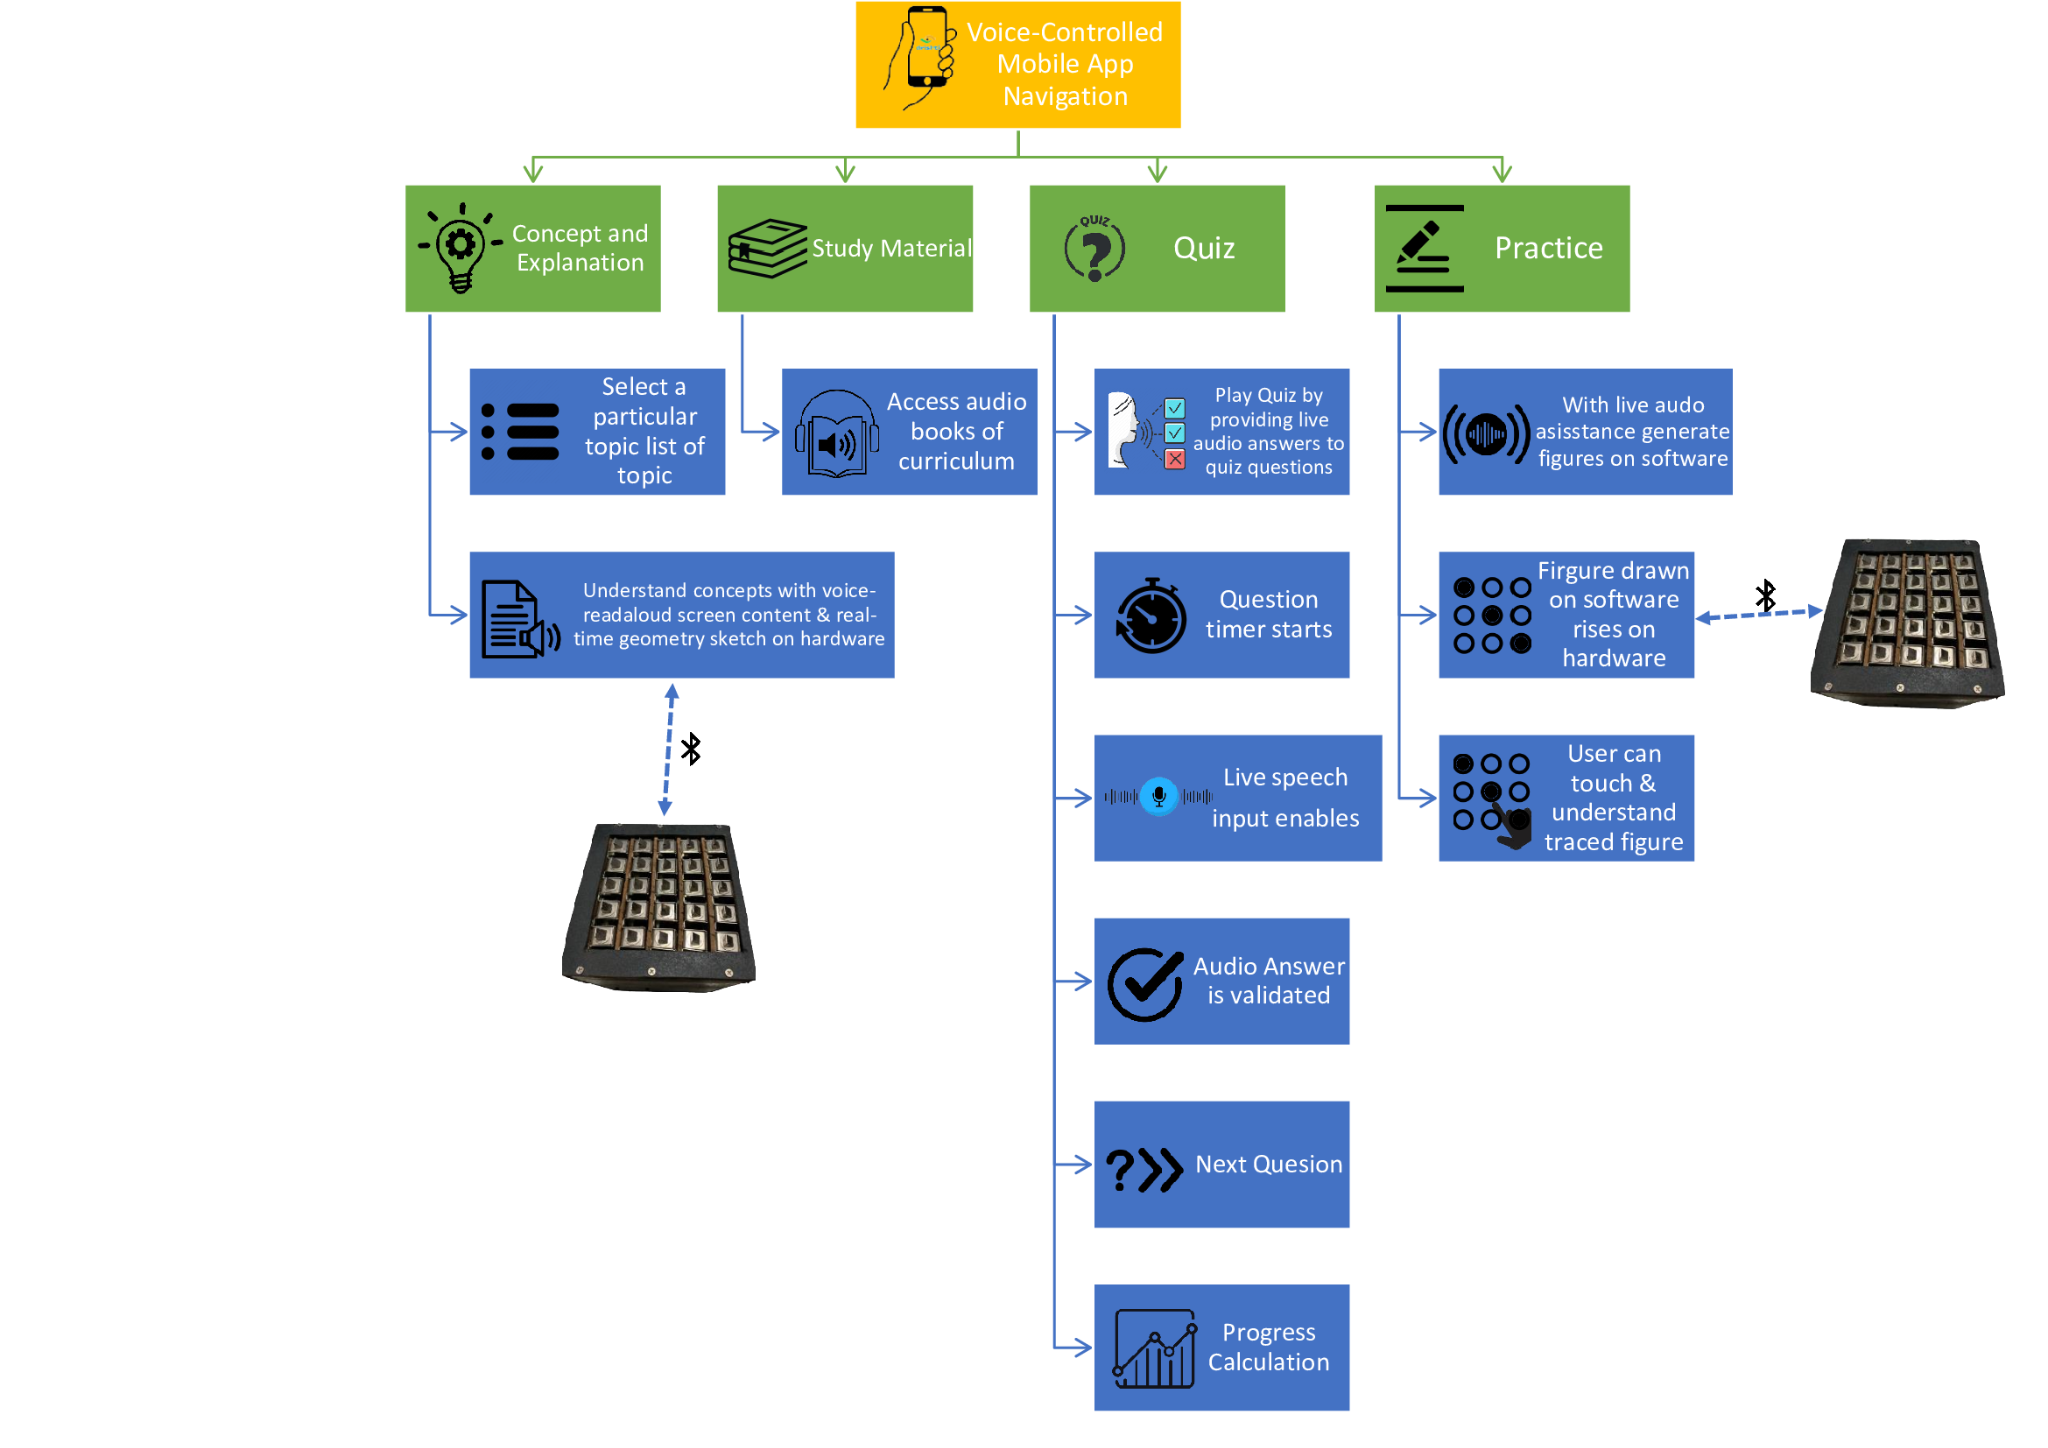 Voice-Controlled
Mobile App
Navigation
Concept and
Explanation
Study Material
QUIZ
Quiz
Practice
Select a
particular
topic list of
topic
Access audio
books of
curriculum
Play Quiz by
providing live
audio answers to
quiz questions
With live audo
asisstance generate
figures on software
Understand concepts with voice-
readaloud screen content & real-
time geometry sketch on hardware
Question
timer starts
Firgure drawn
on software
rises on
hardware
Live speech
input enables
User can
touch &
understand
traced figure
Audio Answer
is validated
Next Quesion
Progress
Calculation